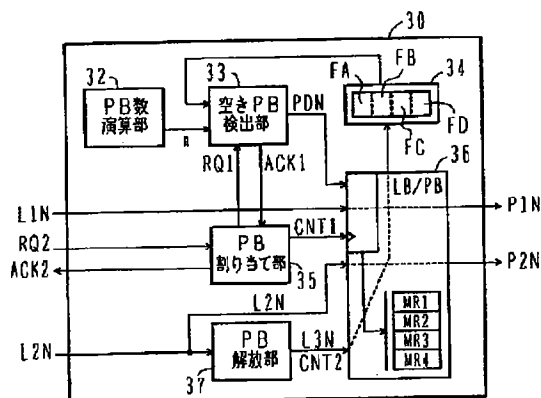 30
32
PB数
演算部
R
33
空きPB
検出部
PDN
FA
FB
34
FC
FD
RQ1
ACK1
36
LB/PB
L1N
P1N
RQ2
PB
割り当て部
CNT1
ACK2
35
P2N
L2N
L2N
PB
解放部
L3N
CNT2
37
MR1
MR2
MR3
MR4